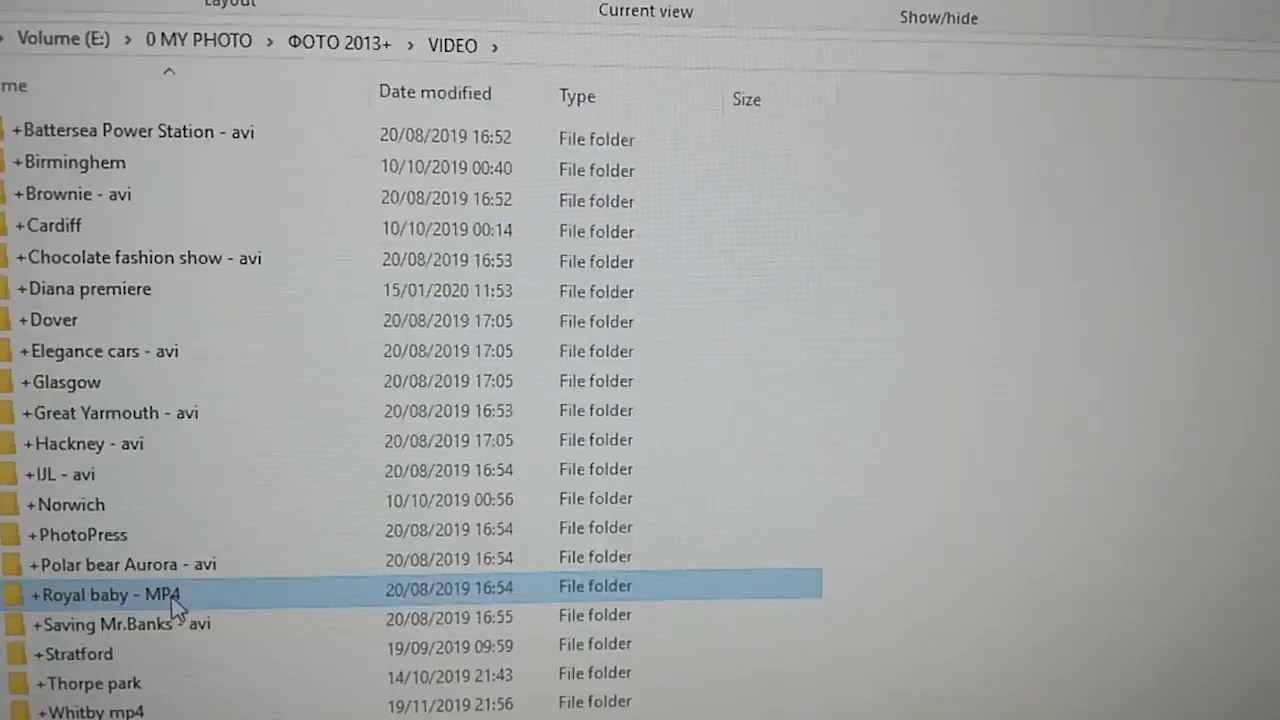 Layout
Current view
Show/hide
Volume (E:) › 0 MY PHOTO › ФОТО 2013+ › VIDEO ›
me Date modified Type Size
+Battersea Power Station - avi 20/08/2019 16:52 File folder
+Birminghem 10/10/2019 00:40 File folder
+Brownie - avi 20/08/2019 16:52 File folder
+Cardiff 10/10/2019 00:14 File folder
+Chocolate fashion show - avi 20/08/2019 16:53 File folder
+Diana premiere 15/01/2020 11:53 File folder
+Dover 20/08/2019 17:05 File folder
+Elegance cars - avi 20/08/2019 17:05 File folder
+Glasgow 20/08/2019 17:05 File folder
+Great Yarmouth - avi 20/08/2019 16:53 File folder
+Hackney - avi 20/08/2019 17:05 File folder
+IJL - avi 20/08/2019 16:54 File folder
+Norwich 10/10/2019 00:56 File folder
+PhotoPress 20/08/2019 16:54 File folder
+Polar bear Aurora - avi 20/08/2019 16:54 File folder
+Royal baby - MP4 20/08/2019 16:54 File folder
+Saving Mr.Banks - avi 20/08/2019 16:55 File folder
+Stratford 19/09/2019 09:59 File folder
+Thorpe park 14/10/2019 21:43 File folder
+Whitby mp4 19/11/2019 21:56 File folder